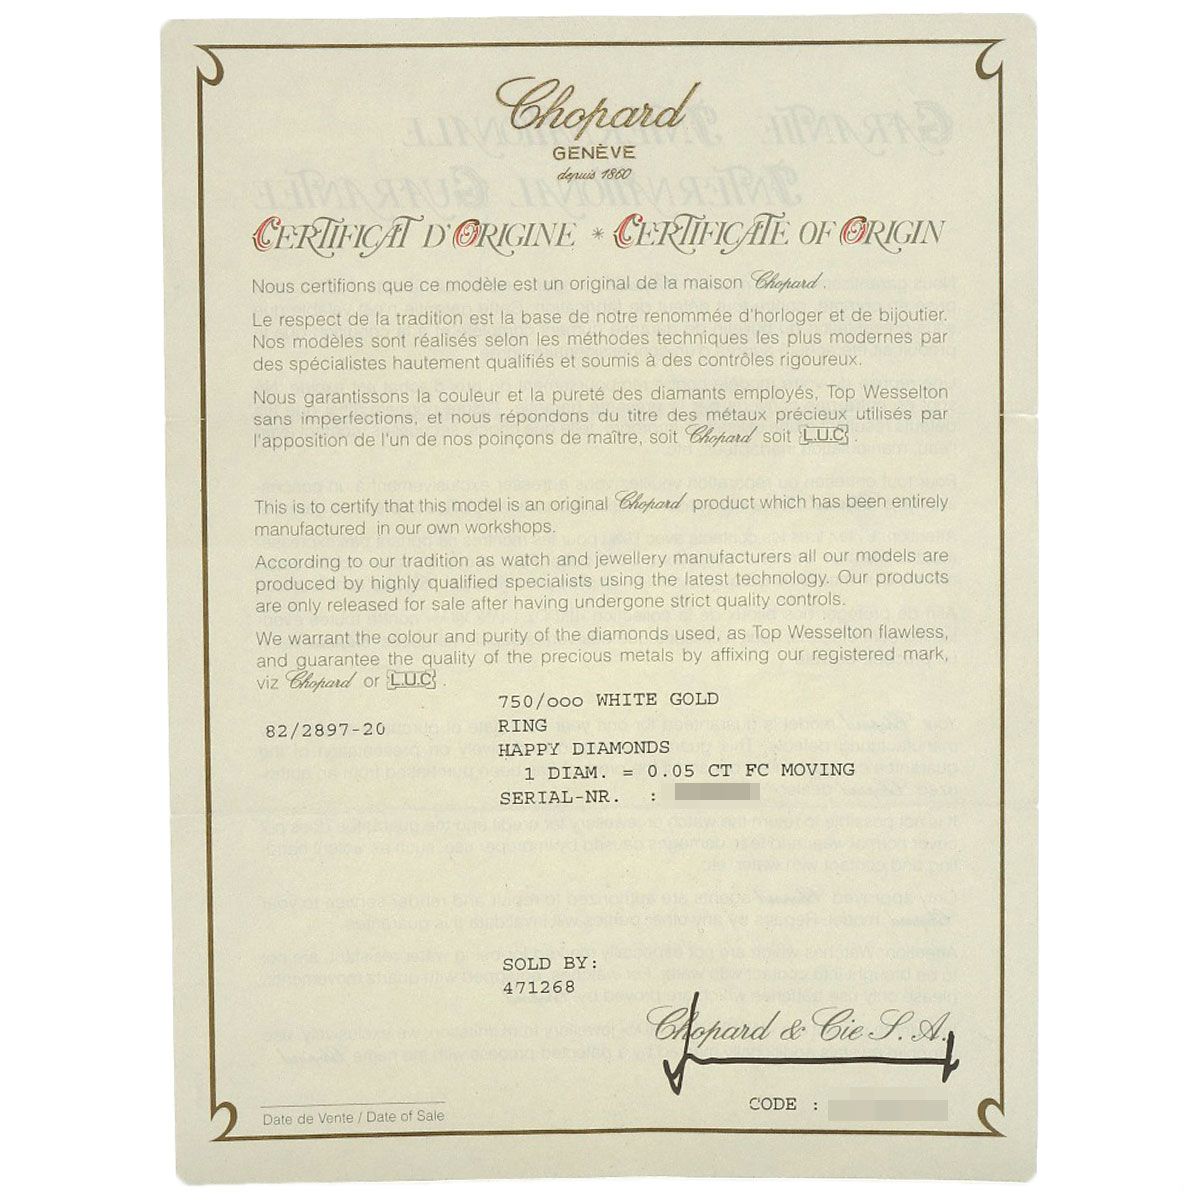 Chopard
GENÈVE
depuis 1860
CERTIFICAT D'ORIGINE * CERTIFICATE OF ORIGIN
Nous certifions que ce modèle est un original de la maison Chopard.
Le respect de la tradition est la base de notre renommée d'horloger et de bijoutier.
Nos modèles sont réalisés selon les méthodes techniques les plus modernes par
des spécialistes hautement qualifiés et soumis à des contrôles rigoureux.
Nous garantissons la couleur et la pureté des diamants employés, Top Wesselton
sans imperfections, et nous répondons du titre des métaux précieux utilisés par
l'apposition de l'un de nos poinçons de maître, soit Chopard soit L.U.C.
This is to certify that this model is an original Chopard product which has been entirely
manufactured in our own workshops.
According to our tradition as watch and jewellery manufacturers all our models are
produced by highly qualified specialists using the latest technology. Our products
are only released for sale after having undergone strict quality controls.
We warrant the colour and purity of the diamonds used, as Top Wesselton flawless,
and guarantee the quality of the precious metals by affixing our registered mark,
viz Chopard or L.U.C.
750/ooo WHITE GOLD
82/2897-20 RING
HAPPY DIAMONDS
1 DIAM. = 0.05 CT FC MOVING
SERIAL-NR. :
SOLD BY:
471268
Chopard & Cie S.A.
CODE :
Date de Vente / Date of Sale